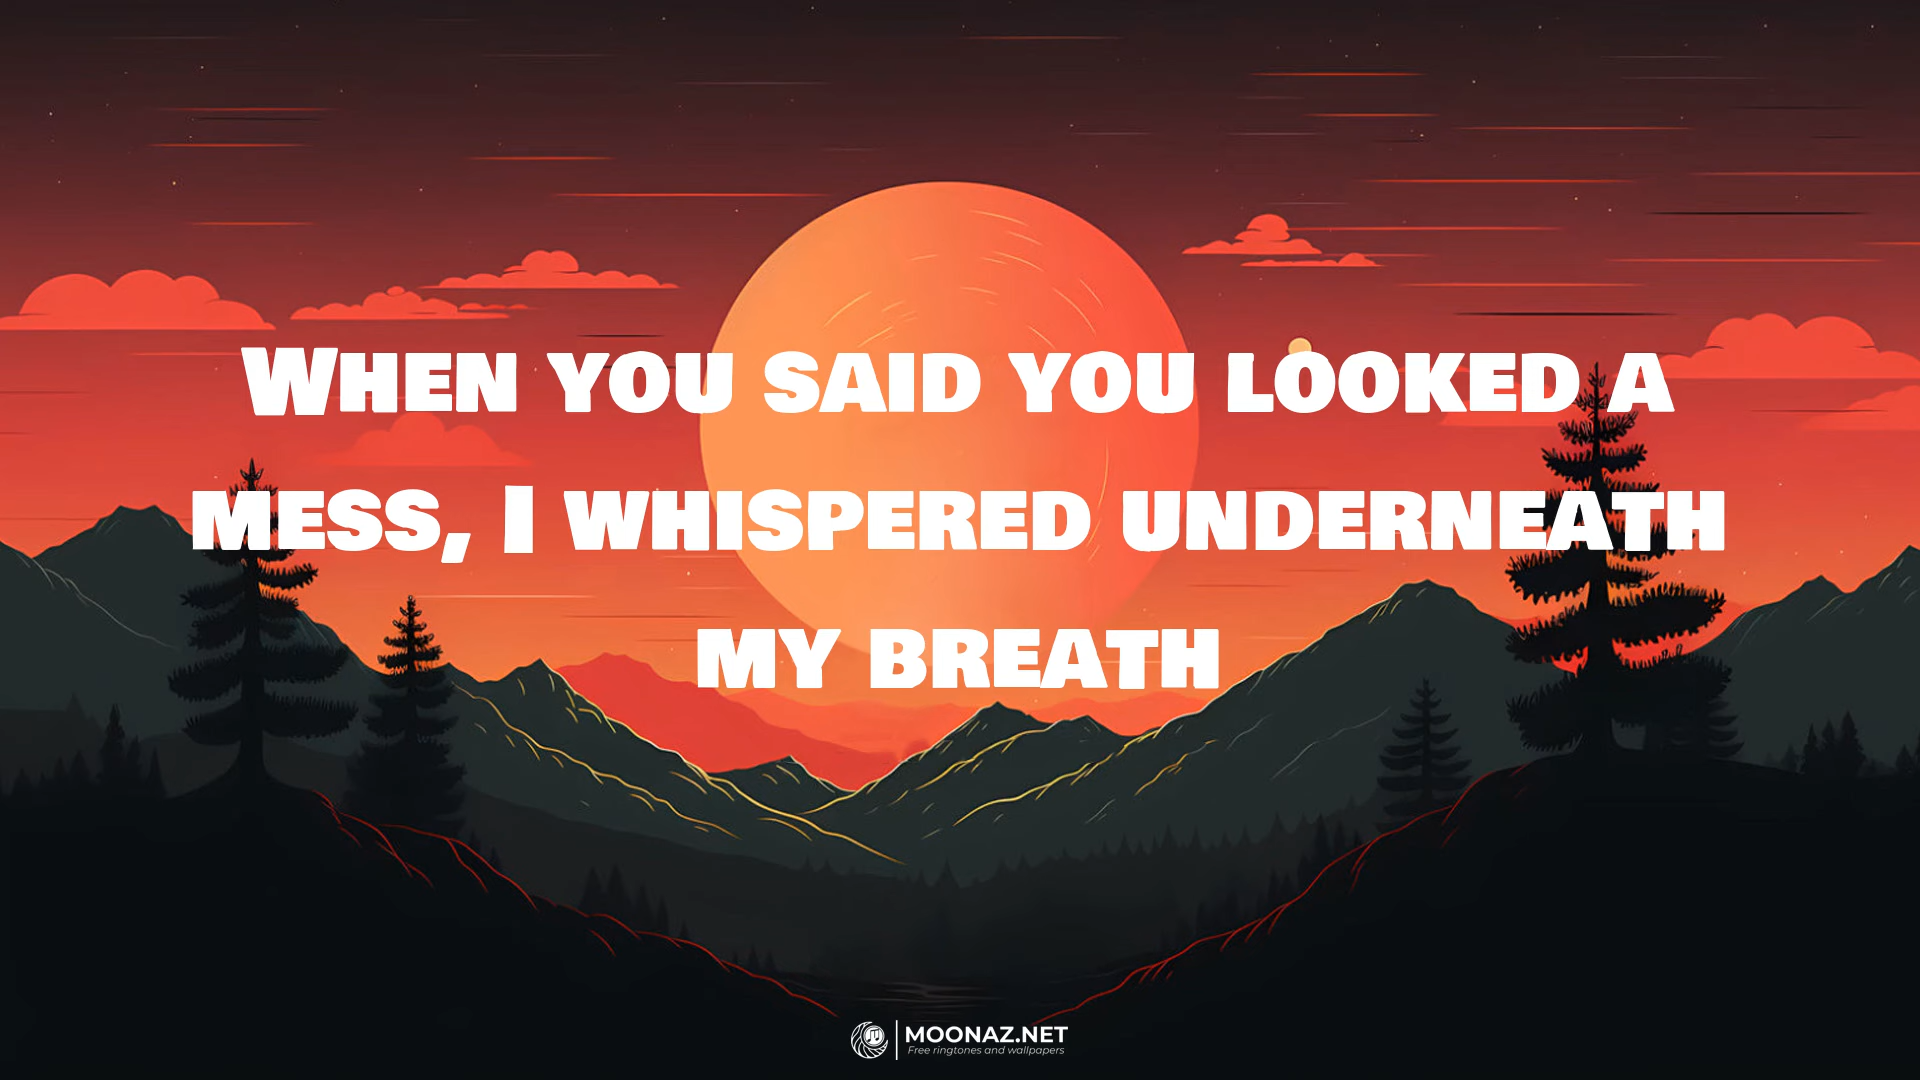 When you said you looked a
mess, I whispered underneath
my breath
MOONAZ.NET
Free ringtones and wallpapers